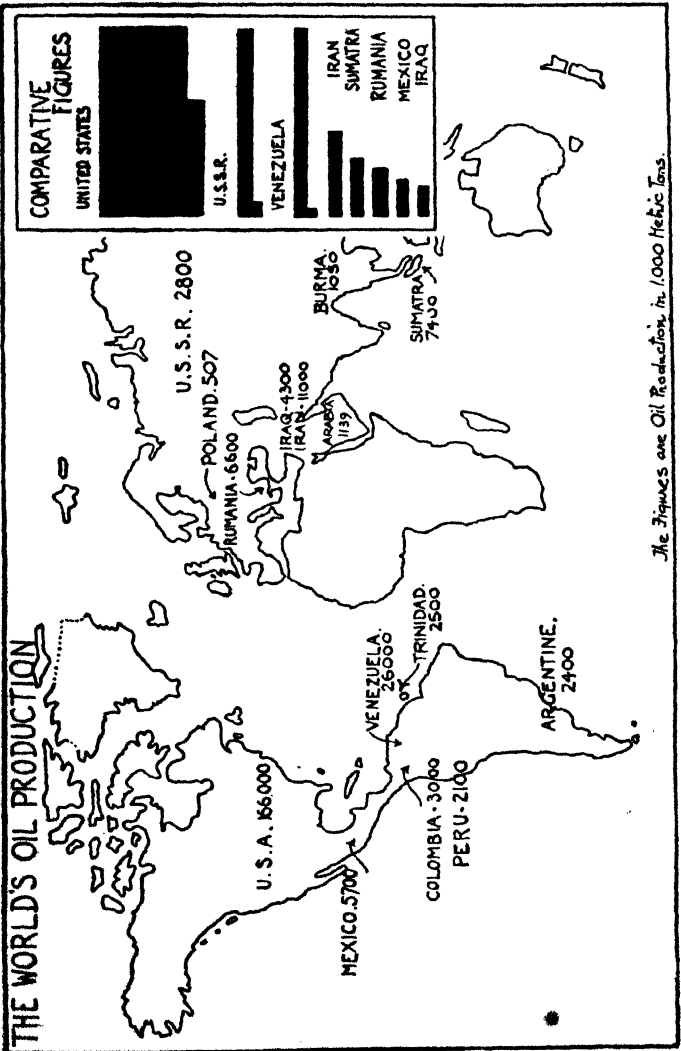 THE WORLD'S OIL PRODUCTION
COMPARATIVE
FIGURES
UNITED STATES
U.S.S.R.
VENEZUELA
IRAN
SUMATRA
RUMANIA
MEXICO
IRAQ
U.S.A. 166.000
MEXICO.5700
VENEZUELA.
26000
TRINIDAD.
2500
COLOMBIA.3000
PERU.2100
ARGENTINE.
2400
U.S.S.R. 2800
POLAND.507
RUMANIA.6600
IRAQ-4300
IRAN-11000
ARABIA
1139
BURMA.
1050
SUMATRA
7400
The Figures are Oil Production in 1.000 Metric Tons.